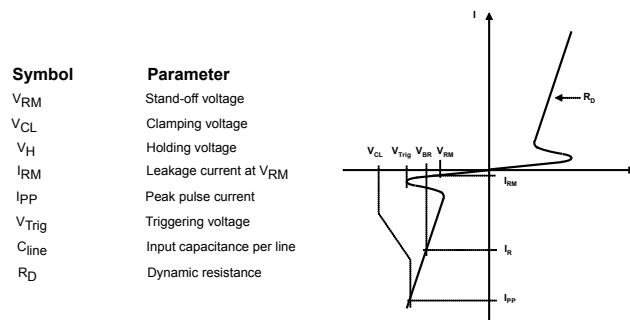 Symbol Parameter
VRM Stand-off voltage
VCL Clamping voltage
VH Holding voltage
IRM Leakage current at VRM
IPP Peak pulse current
VTrig Triggering voltage
Cline Input capacitance per line
RD Dynamic resistance
I
RD
VCL VTrig VBR VRM
IRM
IR
IPP